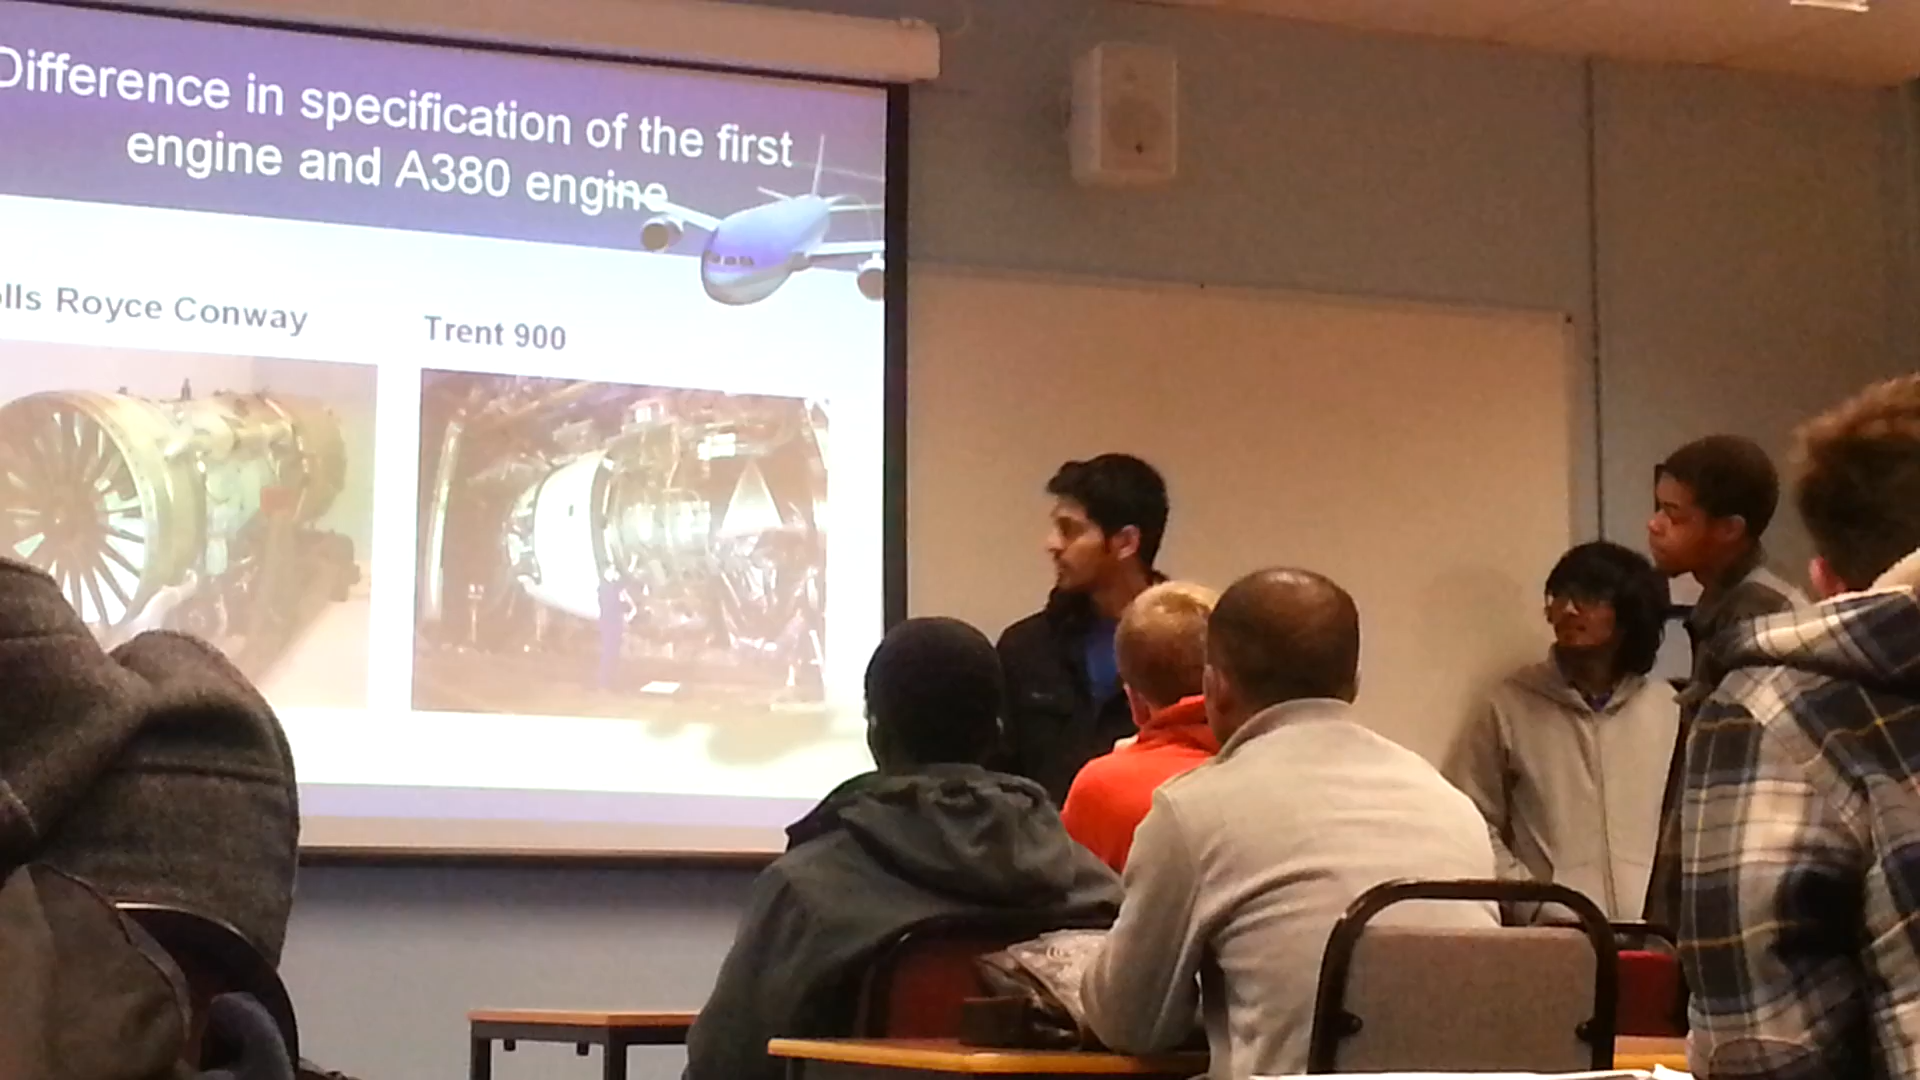 Difference in specification of the first
engine and A380 engine
lls Royce Conway
Trent 900